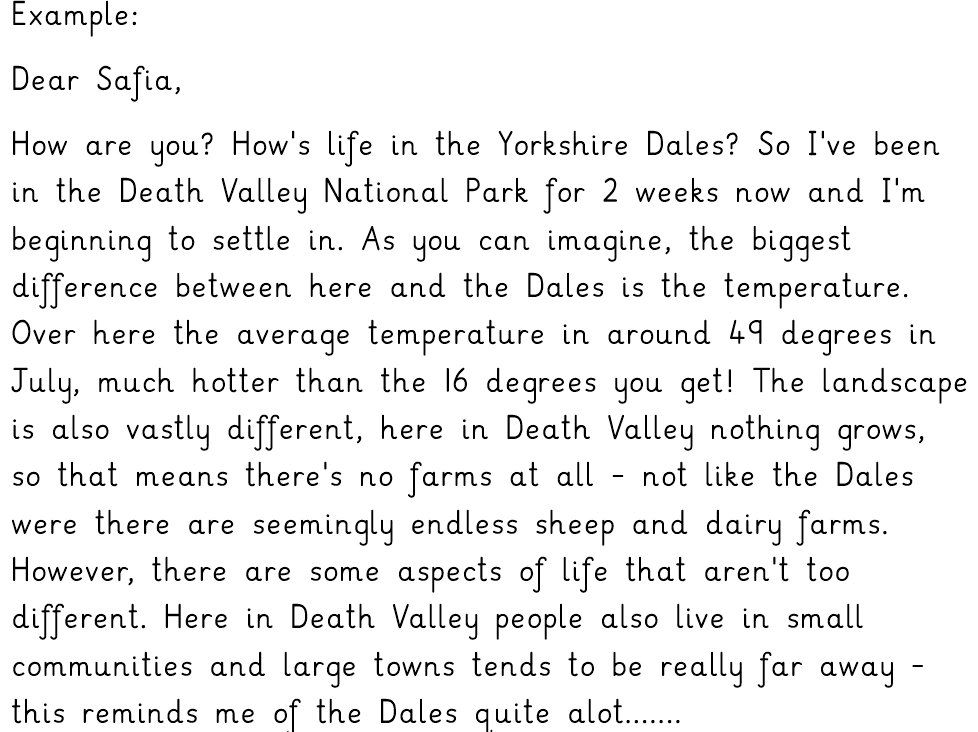 Example:
Dear Safia,
How are you? How's life in the Yorkshire Dales? So I've been
in the Death Valley National Park for 2 weeks now and I'm
beginning to settle in. As you can imagine, the biggest
difference between here and the Dales is the temperature.
Over here the average temperature in around 49 degrees in
July, much hotter than the 16 degrees you get! The landscape
is also vastly different, here in Death Valley nothing grows,
so that means there's no farms at all - not like the Dales
were there are seemingly endless sheep and dairy farms.
However, there are some aspects of life that aren't too
different. Here in Death Valley people also live in small
communities and large towns tends to be really far away -
this reminds me of the Dales quite alot.......